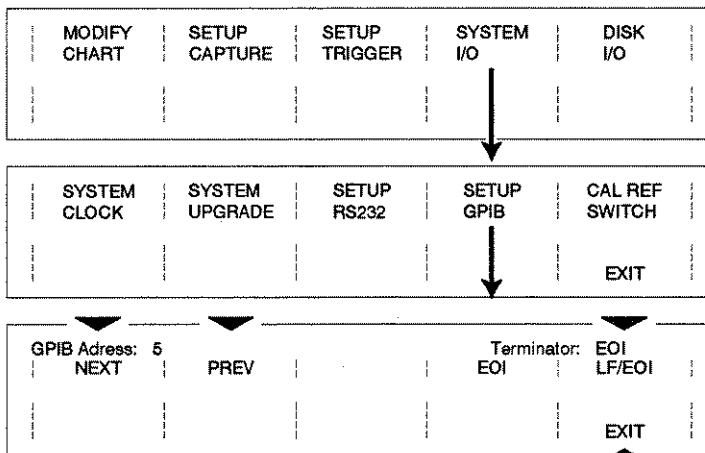 MODIFY SETUP SETUP SYSTEM DISK
CHART CAPTURE TRIGGER I/O I/O
SYSTEM SYSTEM SETUP SETUP CAL REF
CLOCK UPGRADE RS232 GPIB SWITCH
EXIT
GPIB Adress: 5 Terminator: EOI
NEXT PREV EOI LF/EOI
EXIT